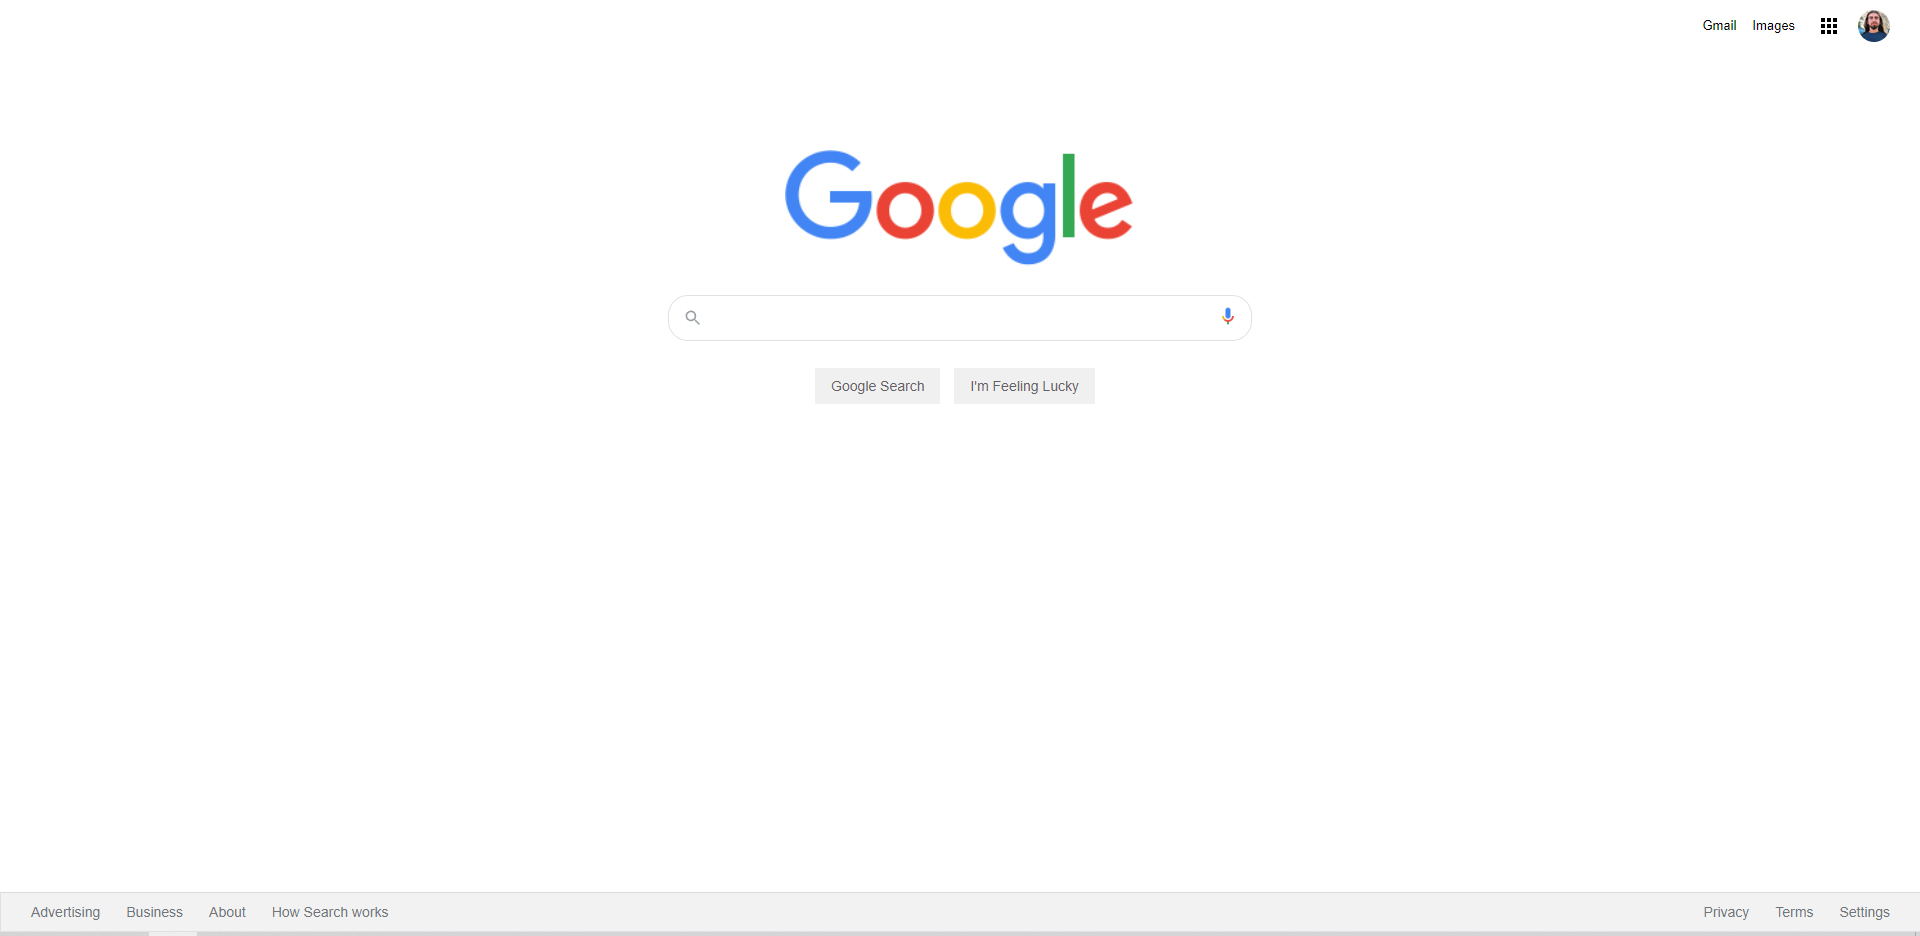 Gmail Images
Google
Google Search I'm Feeling Lucky
Advertising Business About How Search works Privacy Terms Settings